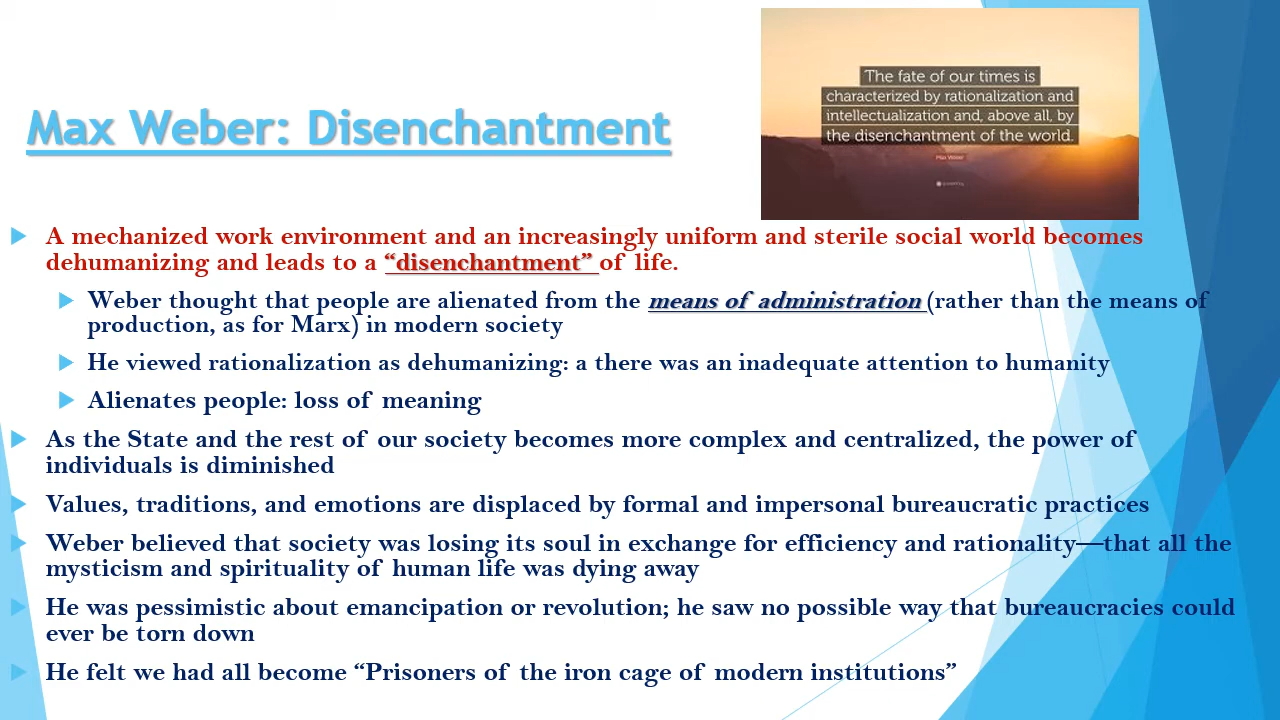 The fate of our times is
characterized by rationalization and
intellectualization and, above all, by
the disenchantment of the world.
Max Weber
Max Weber: Disenchantment
A mechanized work environment and an increasingly uniform and sterile social world becomes
dehumanizing and leads to a “disenchantment” of life.
Weber thought that people are alienated from the means of administration (rather than the means of
production, as for Marx) in modern society
He viewed rationalization as dehumanizing: a there was an inadequate attention to humanity
Alienates people: loss of meaning
As the State and the rest of our society becomes more complex and centralized, the power of
individuals is diminished
Values, traditions, and emotions are displaced by formal and impersonal bureaucratic practices
Weber believed that society was losing its soul in exchange for efficiency and rationality—that all the
mysticism and spirituality of human life was dying away
He was pessimistic about emancipation or revolution; he saw no possible way that bureaucracies could
ever be torn down
He felt we had all become “Prisoners of the iron cage of modern institutions”